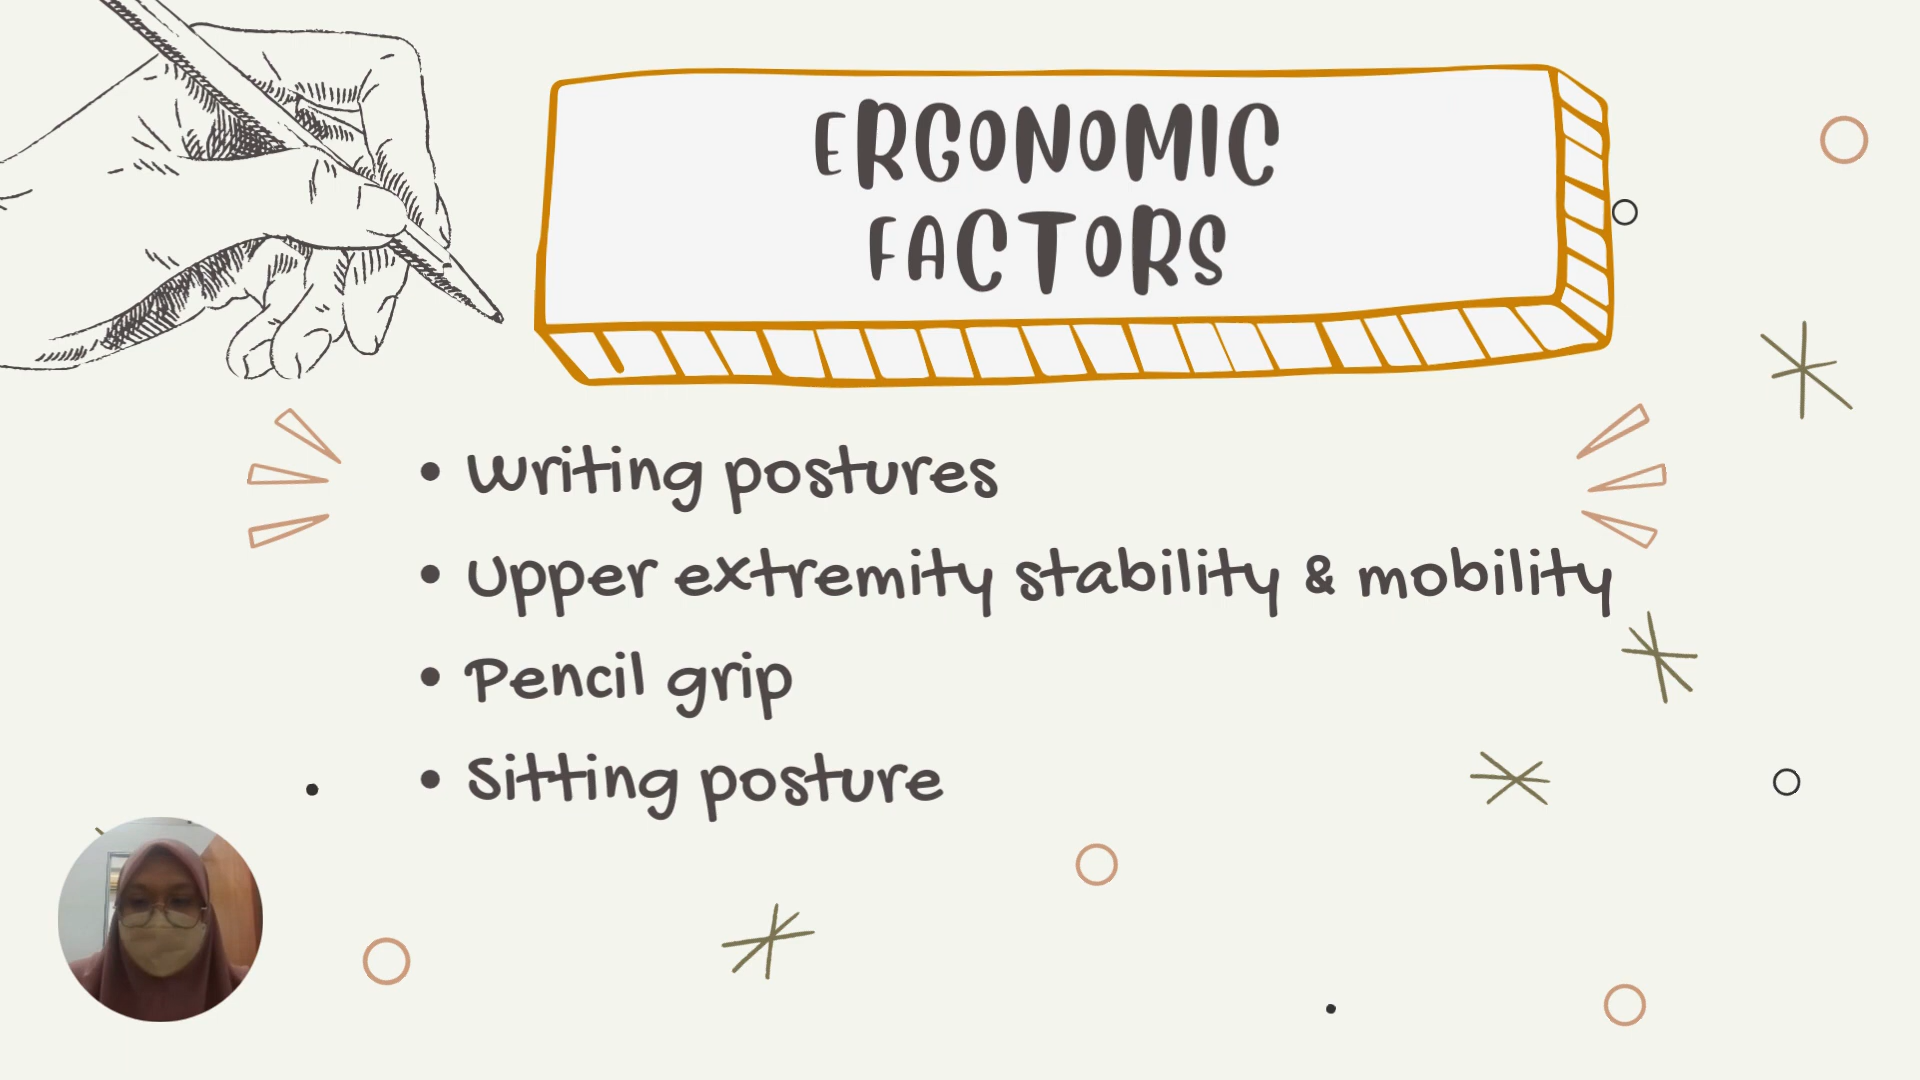 ERGONOMIC
FACTORS
• Writing postures
• Upper extremity stability & mobility
• Pencil grip
• Sitting posture